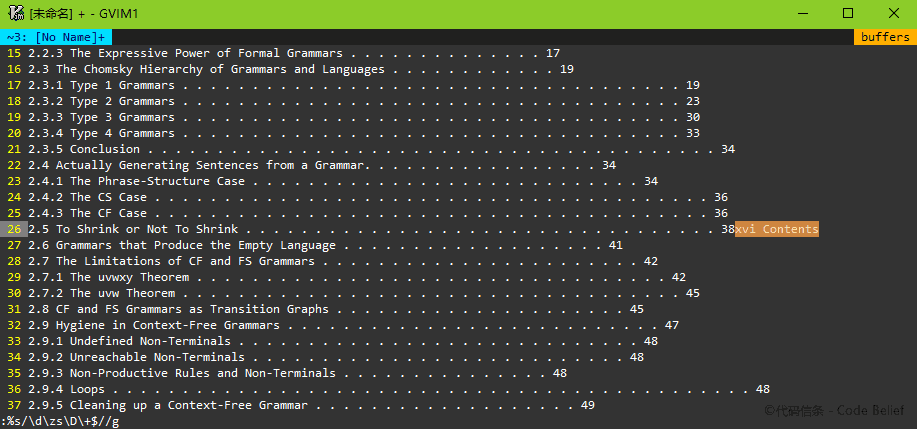 [未命名] + - GVIM1
~3: [No Name]+ buffers
15 2.2.3 The Expressive Power of Formal Grammars . . . . . . . . . . . . . . . 17
16 2.3 The Chomsky Hierarchy of Grammars and Languages . . . . . . . . . . . . 19
17 2.3.1 Type 1 Grammars . . . . . . . . . . . . . . . . . . . . . . . . . . . . . . . . . . . . 19
18 2.3.2 Type 2 Grammars . . . . . . . . . . . . . . . . . . . . . . . . . . . . . . . . . . . . 23
19 2.3.3 Type 3 Grammars . . . . . . . . . . . . . . . . . . . . . . . . . . . . . . . . . . . . 30
20 2.3.4 Type 4 Grammars . . . . . . . . . . . . . . . . . . . . . . . . . . . . . . . . . . . . 33
21 2.3.5 Conclusion . . . . . . . . . . . . . . . . . . . . . . . . . . . . . . . . . . . . . . . . . 34
22 2.4 Actually Generating Sentences from a Grammar. . . . . . . . . . . . . . . . . 34
23 2.4.1 The Phrase-Structure Case . . . . . . . . . . . . . . . . . . . . . . . . . . . . 34
24 2.4.2 The CS Case . . . . . . . . . . . . . . . . . . . . . . . . . . . . . . . . . . . . . . . . 36
25 2.4.3 The CF Case . . . . . . . . . . . . . . . . . . . . . . . . . . . . . . . . . . . . . . . . 36
26 2.5 To Shrink or Not To Shrink . . . . . . . . . . . . . . . . . . . . . . . . . . . . . . . . . . 38xvi Contents
27 2.6 Grammars that Produce the Empty Language . . . . . . . . . . . . . . . . . . . 41
28 2.7 The Limitations of CF and FS Grammars . . . . . . . . . . . . . . . . . . . . . . . 42
29 2.7.1 The uvwxy Theorem . . . . . . . . . . . . . . . . . . . . . . . . . . . . . . . . . . 42
30 2.7.2 The uvw Theorem . . . . . . . . . . . . . . . . . . . . . . . . . . . . . . . . . . . . 45
31 2.8 CF and FS Grammars as Transition Graphs . . . . . . . . . . . . . . . . . . . . . 45
32 2.9 Hygiene in Context-Free Grammars . . . . . . . . . . . . . . . . . . . . . . . . . . . 47
33 2.9.1 Undefined Non-Terminals . . . . . . . . . . . . . . . . . . . . . . . . . . . . . 48
34 2.9.2 Unreachable Non-Terminals . . . . . . . . . . . . . . . . . . . . . . . . . . . 48
35 2.9.3 Non-Productive Rules and Non-Terminals . . . . . . . . . . . . . . . 48
36 2.9.4 Loops . . . . . . . . . . . . . . . . . . . . . . . . . . . . . . . . . . . . . . . . . . . . . . 48
37 2.9.5 Cleaning up a Context-Free Grammar . . . . . . . . . . . . . . . . . . . 49
©代码信条 - Code Belief
:%s/\d\zs\D\+$//g